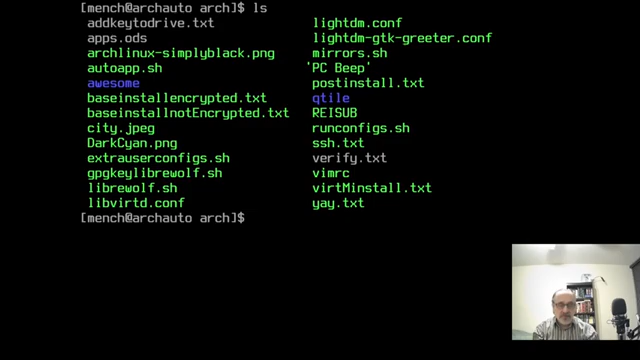 [mench@archauto arch]$ ls
addkeytodrive.txt lightdm.conf
apps.ods lightdm-gtk-greeter.conf
archlinux-simplyblack.png mirrors.sh
autoapp.sh 'PC Beep'
awesome postinstall.txt
baseinstallencrypted.txt qtile
baseinstallnotEncrypted.txt REISUB
city.jpeg runconfigs.sh
DarkCyan.png ssh.txt
extrauserconfigs.sh verify.txt
gpgkeylibrewolf.sh vimrc
librewolf.sh virtMinstall.txt
libvirtd.conf yay.txt
[mench@archauto arch]$